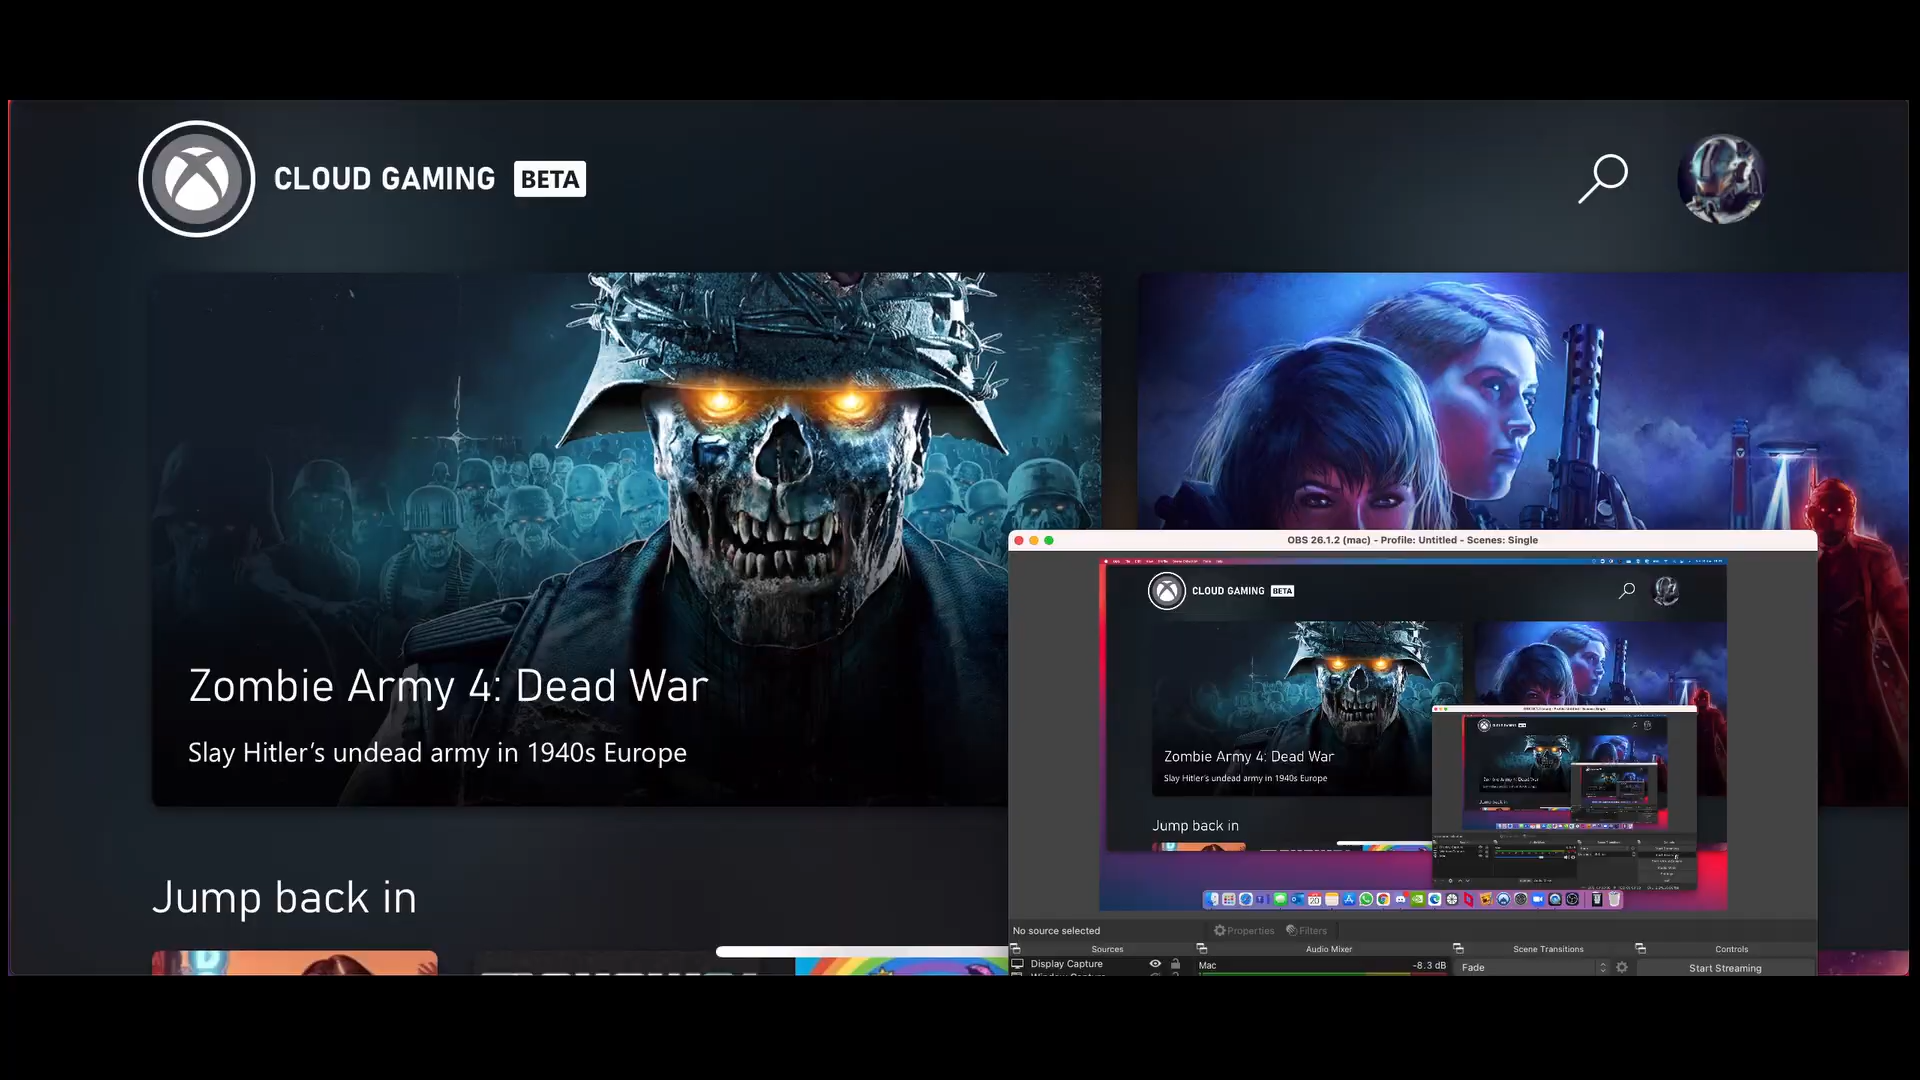 CLOUD GAMING BETA
Zombie Army 4: Dead War
Slay Hitler's undead army in 1940s Europe
Jump back in
OBS 26.1.2 (mac) - Profile: Untitled - Scenes: Single
CLOUD GAMING BETA
Zombie Army 4: Dead War
Slay Hitler's undead army in 1940s Europe
Jump back in
No source selected
Properties
Filters
Sources
Audio Mixer
Scene Transitions
Controls
Display Capture
Mac
-8.3 dB
Fade
Start Streaming